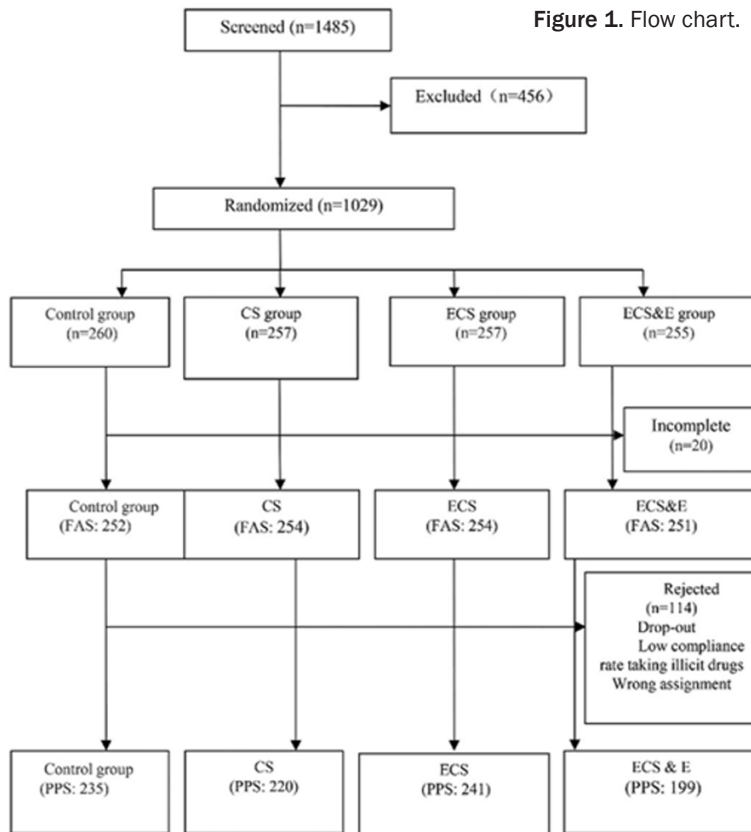 Figure 1. Flow chart.
Screened (n=1485)
Excluded（n=456）
Randomized (n=1029)
Control group
(n=260)
CS group
(n=257)
ECS group
(n=257)
ECS&E group
(n=255)
Incomplete
(n=20)
Control group
(FAS: 252)
CS
(FAS: 254)
ECS
(FAS: 254)
ECS&E
(FAS: 251)
Rejected
(n=114)
Drop-out
Low compliance
rate taking illicit drugs
Wrong assignment
Control group
(PPS: 235)
CS
(PPS: 220)
ECS
(PPS: 241)
ECS & E
(PPS: 199)